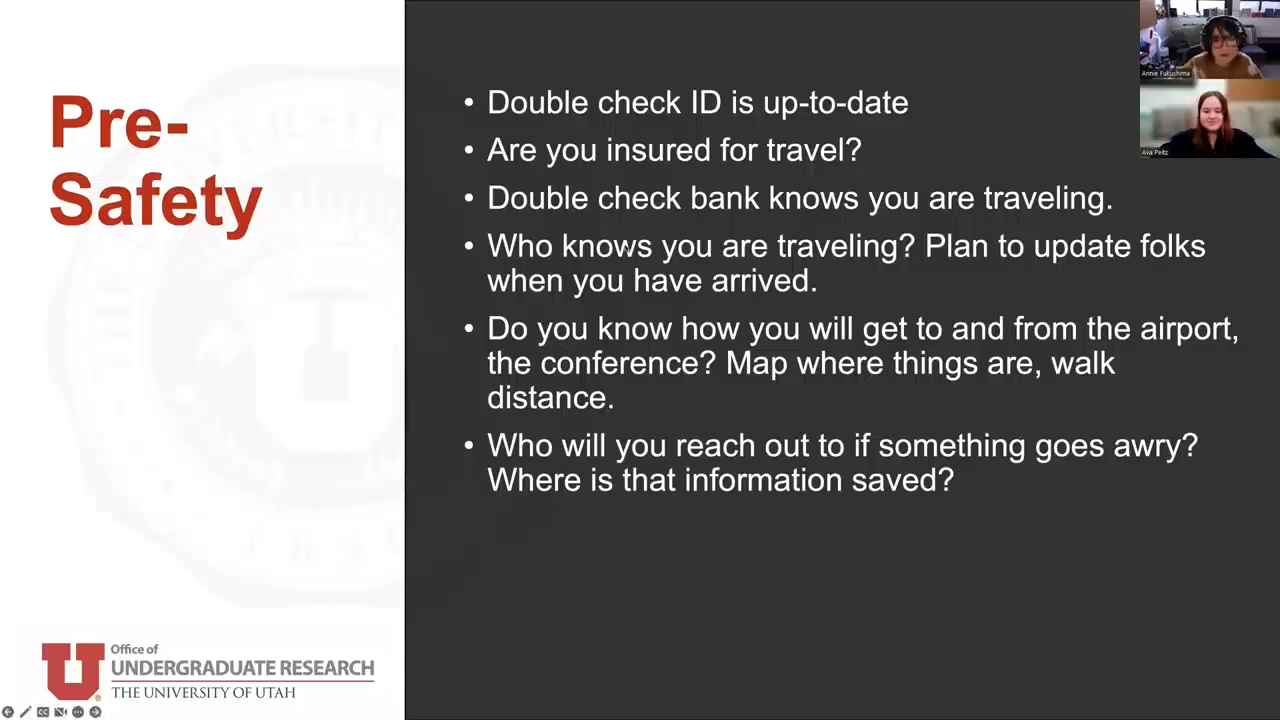 Pre-
Safety
• Double check ID is up-to-date
• Are you insured for travel?
• Double check bank knows you are traveling.
• Who knows you are traveling? Plan to update folks
when you have arrived.
• Do you know how you will get to and from the airport,
the conference? Map where things are, walk
distance.
• Who will you reach out to if something goes awry?
Where is that information saved?
Annie Fukushima
Ava Peitz
U
Office of
UNDERGRADUATE RESEARCH
THE UNIVERSITY OF UTAH